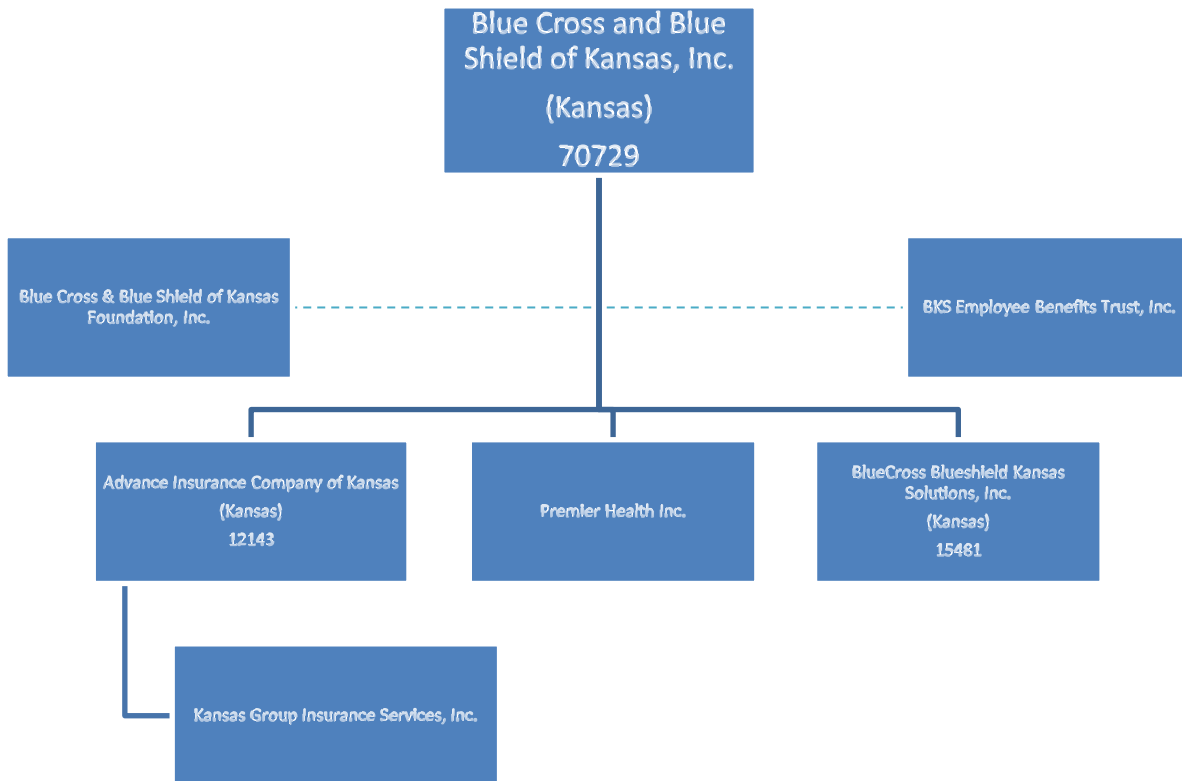 Blue Cross and Blue
Shield of Kansas, Inc.
(Kansas)
70729
Blue Cross & Blue Shield of Kansas
Foundation, Inc.
BKS Employee Benefits Trust, Inc.
Advance Insurance Company of Kansas
(Kansas)
12143
Premier Health Inc.
BlueCross Blueshield Kansas
Solutions, Inc.
(Kansas)
15481
Kansas Group Insurance Services, Inc.